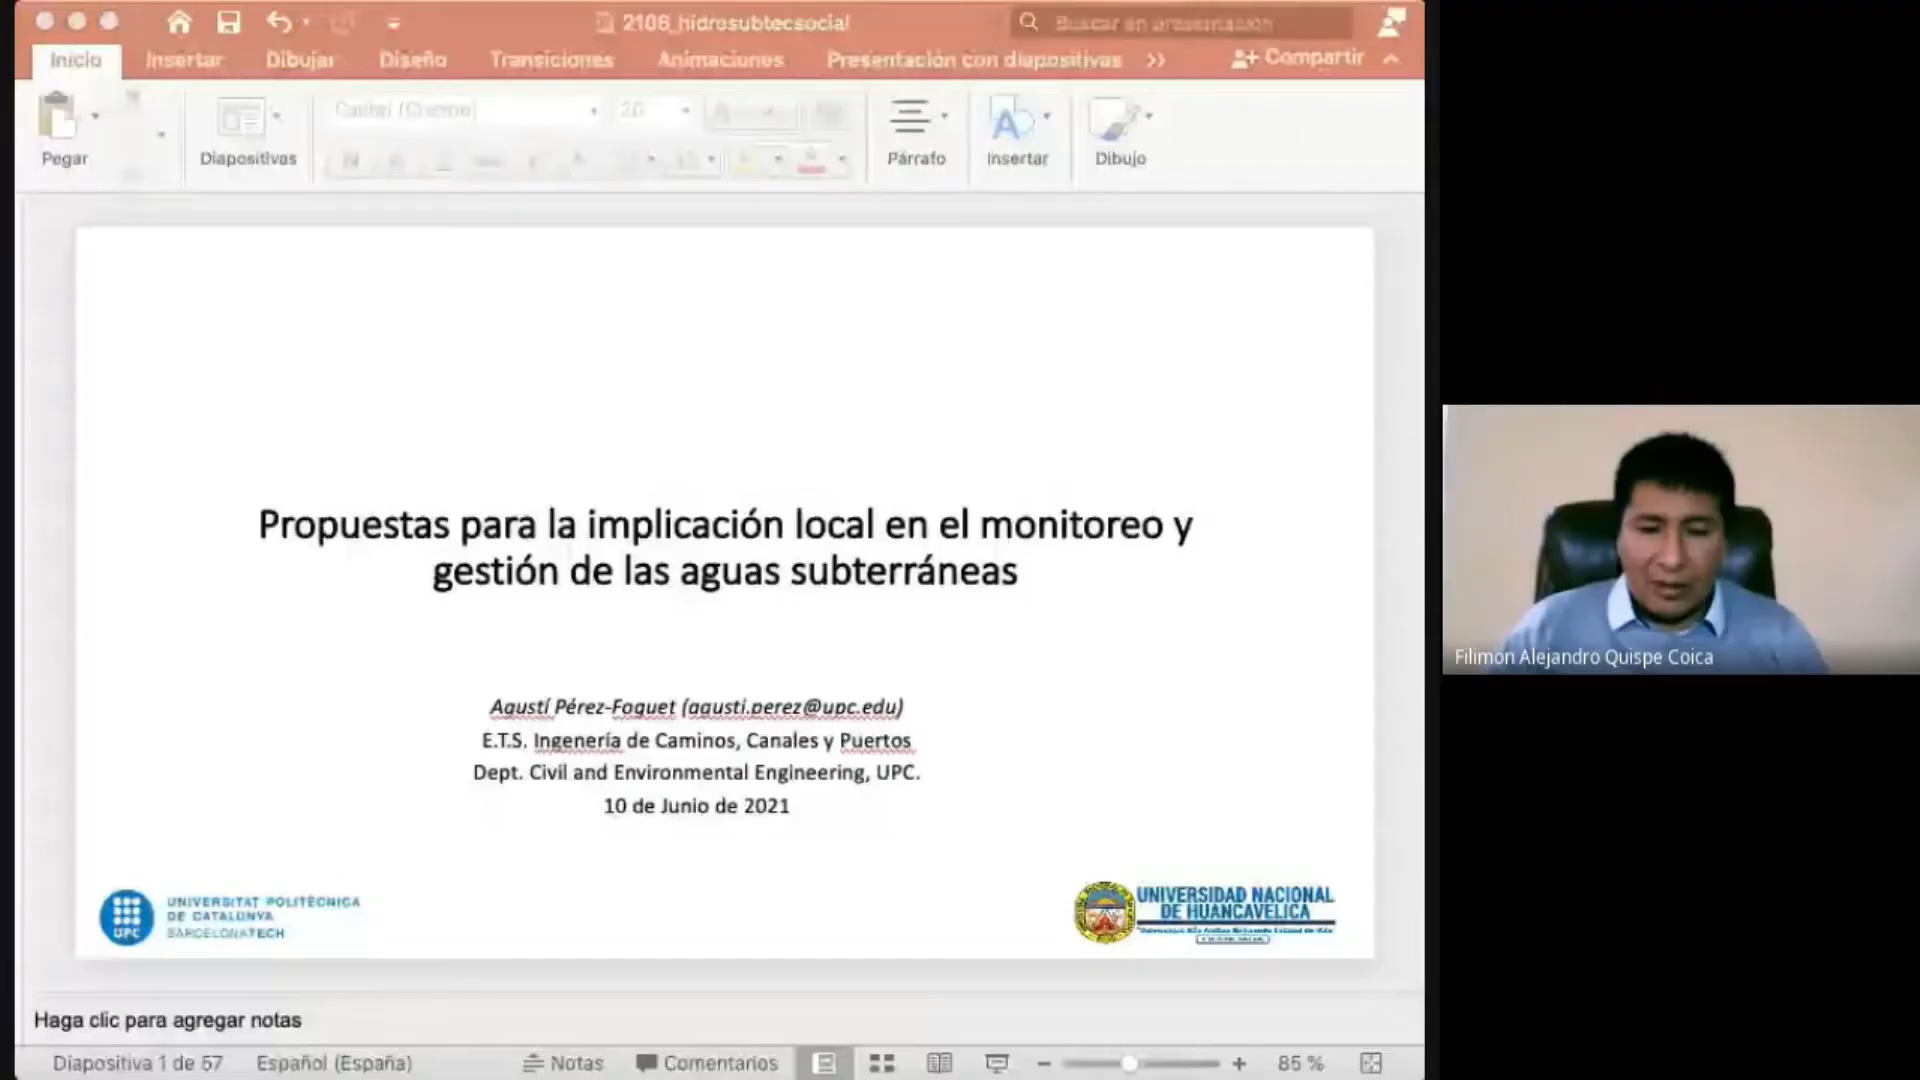 2106_hidrosubtecsocial
Buscar en presentación
Inicio
Insertar
Dibujar
Diseño
Transiciones
Animaciones
Presentación con diapositivas
Compartir
Pegar
Diapositivas
Párrafo
Insertar
Dibujo
Propuestas para la implicación local en el monitoreo y
gestión de las aguas subterráneas
Agustí Pérez-Foguet (agusti.perez@upc.edu)
E.T.S. Ingenería de Caminos, Canales y Puertos
Dept. Civil and Environmental Engineering, UPC.
10 de Junio de 2021
UPC
UNIVERSITAT POLITÈCNICA
DE CATALUNYA
BARCELONATECH
UNIVERSIDAD NACIONAL
DE HUANCAVELICA
Filimon Alejandro Quispe Coica
Haga clic para agregar notas
Diapositiva 1 de 57
Español (España)
Notas
Comentarios
85 %